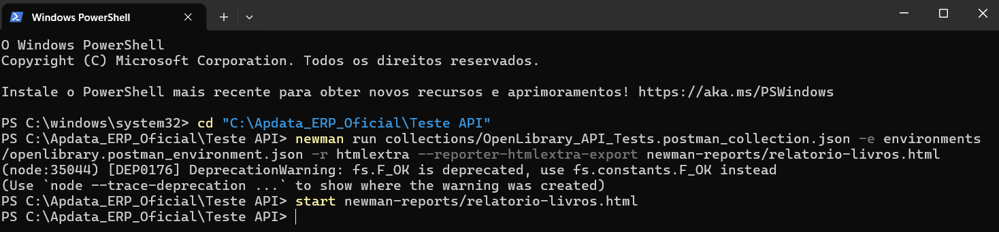 Windows PowerShell
O Windows PowerShell
Copyright (C) Microsoft Corporation. Todos os direitos reservados.
Instale o PowerShell mais recente para obter novos recursos e aprimoramentos! https://aka.ms/PSWindows
PS C:\windows\system32> cd "C:\Apdata_ERP_Oficial\Teste API"
PS C:\Apdata_ERP_Oficial\Teste API> newman run collections/OpenLibrary_API_Tests.postman_collection.json -e environments
/openlibrary.postman_environment.json -r htmlextra --reporter-htmlextra-export newman-reports/relatorio-livros.html
(node:35044) [DEP0176] DeprecationWarning: fs.F_OK is deprecated, use fs.constants.F_OK instead
(Use `node --trace-deprecation ...` to show where the warning was created)
PS C:\Apdata_ERP_Oficial\Teste API> start newman-reports/relatorio-livros.html
PS C:\Apdata_ERP_Oficial\Teste API>